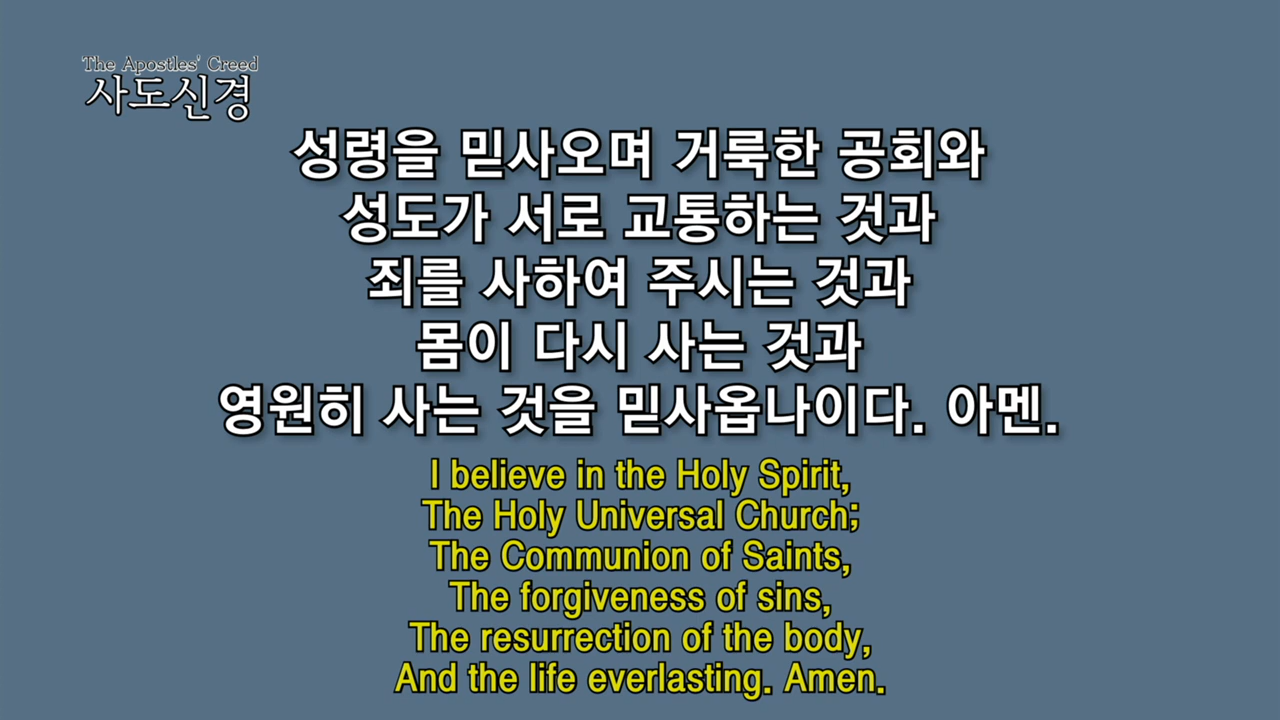 The Apostles' Creed
사도신경
성령을 믿사오며 거룩한 공회와
성도가 서로 교통하는 것과
죄를 사하여 주시는 것과
몸이 다시 사는 것과
영원히 사는 것을 믿사옵나이다. 아멘.
I believe in the Holy Spirit,
The Holy Universal Church;
The Communion of Saints,
The forgiveness of sins,
The resurrection of the body,
And the life everlasting. Amen.